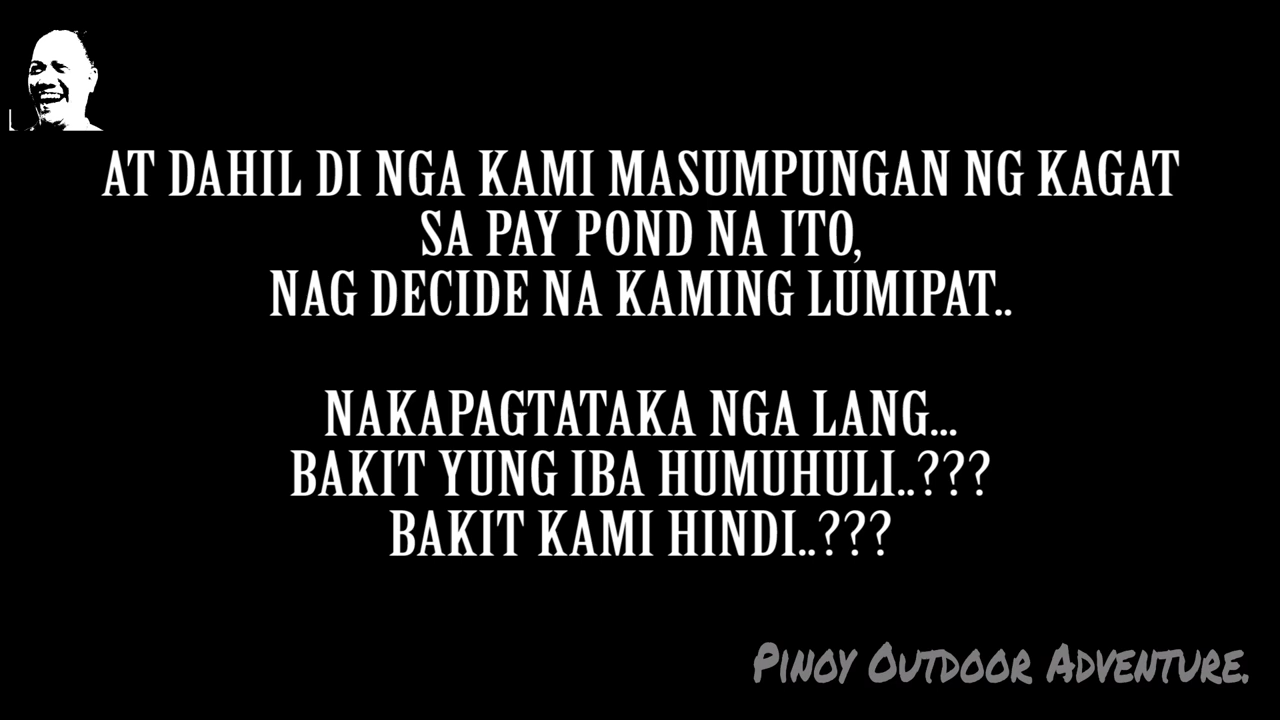 AT DAHIL DI NGA KAMI MASUMPUNGAN NG KAGAT
SA PAY POND NA ITO,
NAG DECIDE NA KAMING LUMIPAT..
NAKAPAGTATAKA NGA LANG...
BAKIT YUNG IBA HUMUHULI..???
BAKIT KAMI HINDI..???
PINOY OUTDOOR ADVENTURE.